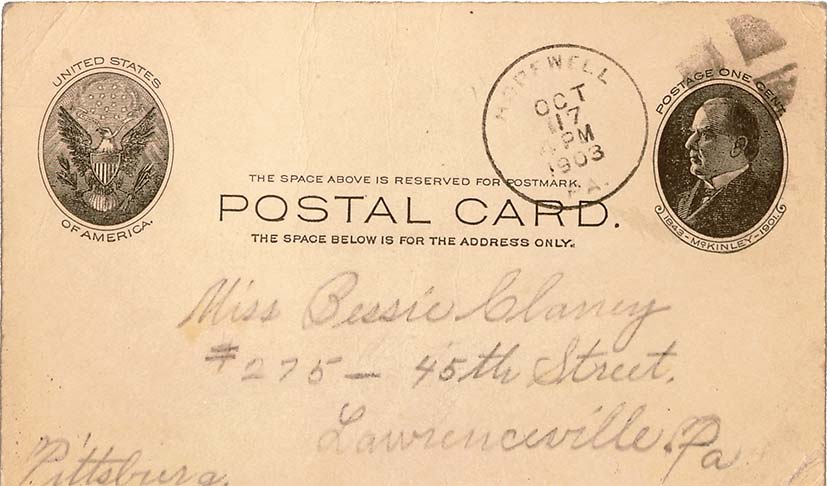 UNITED STATES
OF AMERICA.
HOPEWELL
OCT
17
4 PM
1903
PA.
POSTAGE ONE CENT.
1843-McKINLEY-1901.
THE SPACE ABOVE IS RESERVED FOR POSTMARK.
POSTAL CARD.
THE SPACE BELOW IS FOR THE ADDRESS ONLY.
Miss Bessie Clancy
#275 — 45th Street.
Lawrenceville. Pa
Pittsburg.